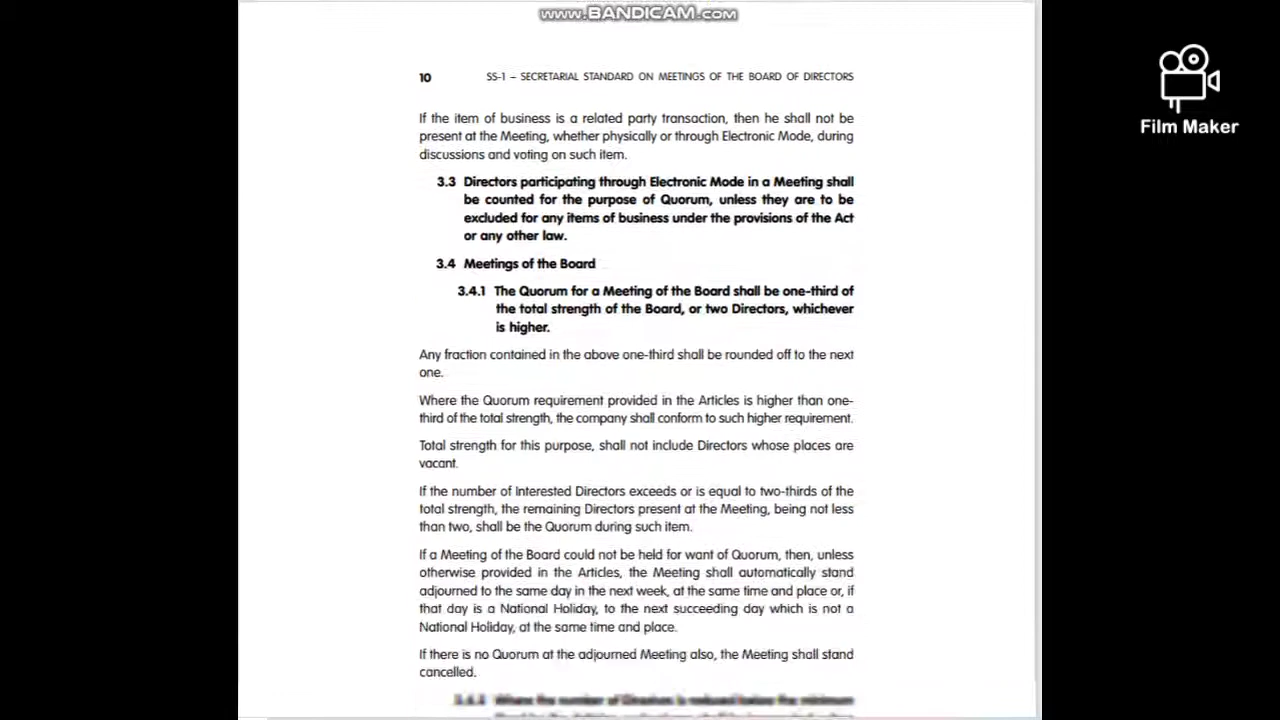 www.BANDICAM.com
10 SS-1 – SECRETARIAL STANDARD ON MEETINGS OF THE BOARD OF DIRECTORS
Film Maker
If the item of business is a related party transaction, then he shall not be
present at the Meeting, whether physically or through Electronic Mode, during
discussions and voting on such item.
3.3 Directors participating through Electronic Mode in a Meeting shall
be counted for the purpose of Quorum, unless they are to be
excluded for any items of business under the provisions of the Act
or any other law.
3.4 Meetings of the Board
3.4.1 The Quorum for a Meeting of the Board shall be one-third of
the total strength of the Board, or two Directors, whichever
is higher.
Any fraction contained in the above one-third shall be rounded off to the next
one.
Where the Quorum requirement provided in the Articles is higher than one-
third of the total strength, the company shall conform to such higher requirement.
Total strength for this purpose, shall not include Directors whose places are
vacant.
If the number of Interested Directors exceeds or is equal to two-thirds of the
total strength, the remaining Directors present at the Meeting, being not less
than two, shall be the Quorum during such item.
If a Meeting of the Board could not be held for want of Quorum, then, unless
otherwise provided in the Articles, the Meeting shall automatically stand
adjourned to the same day in the next week, at the same time and place or, if
that day is a National Holiday, to the next succeeding day which is not a
National Holiday, at the same time and place.
If there is no Quorum at the adjourned Meeting also, the Meeting shall stand
cancelled.
Where the number of Directors is reduced below the minimum